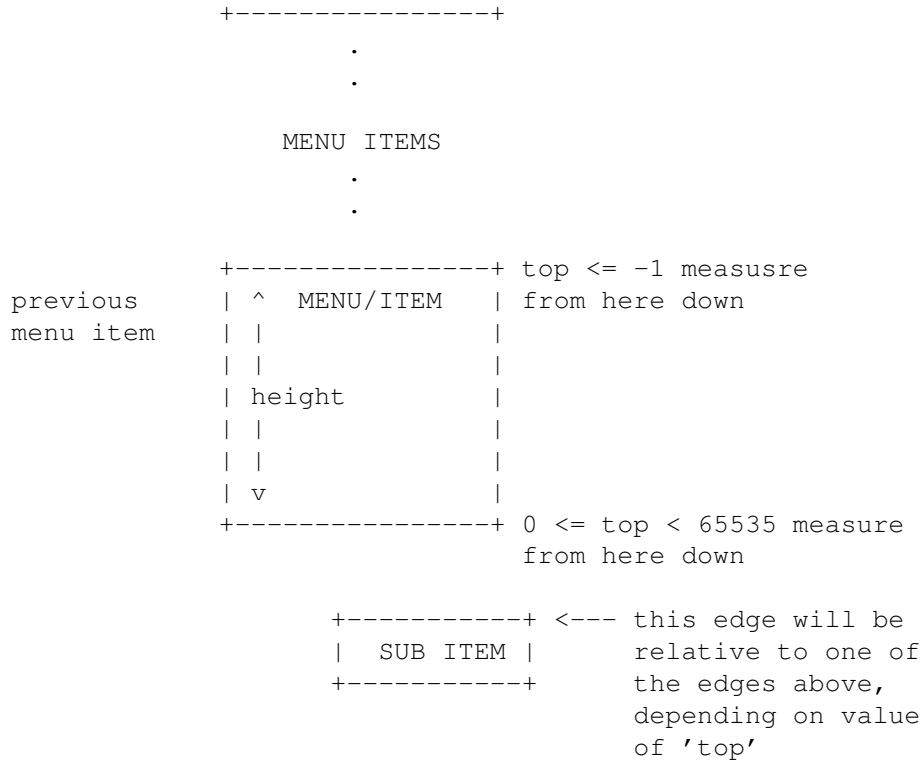 +----------------+
.
.
MENU ITEMS
.
.
+----------------+ top <= -1 measusre
previous | ^ MENU/ITEM | from here down
menu item | | |
| | |
| height |
| | |
| | |
| v |
+----------------+ 0 <= top < 65535 measure
from here down
+-----------+ <--- this edge will be
| SUB ITEM | relative to one of
+-----------+ the edges above,
depending on value
of 'top'